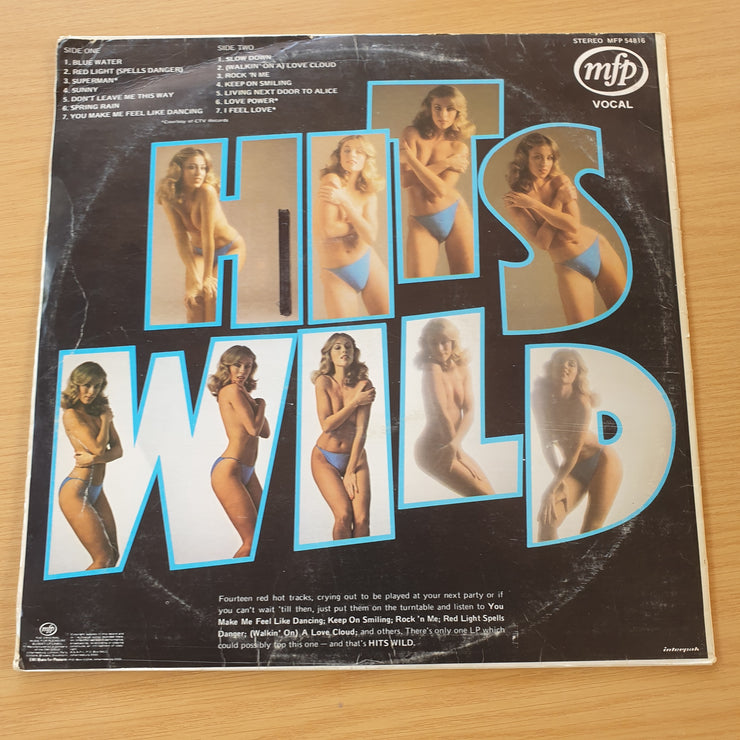 SIDE ONE
1. BLUE WATER
2. RED LIGHT (SPELLS DANGER)
3. SUPERMAN*
4. SUNNY
5. DON'T LEAVE ME THIS WAY
6. SPRING RAIN
7. YOU MAKE ME FEEL LIKE DANCING
SIDE TWO
1. SLOW DOWN
2. (WALKIN' ON A) LOVE CLOUD
3. ROCK 'N ME
4. KEEP ON SMILING
5. LIVING NEXT DOOR TO ALICE
6. LOVE POWER*
7. I FEEL LOVE*
*Courtesy of CTV Records
STEREO MFP 54816
mfp
VOCAL
HITS
WILD
Fourteen red hot tracks, crying out to be played at your next party or if
you can't wait 'till then, just put them on the turntable and listen to You
Make Me Feel Like Dancing; Keep On Smiling; Rock 'n Me; Red Light Spells
Danger; (Walkin' On) A Love Cloud; and others. There's only one LP which
could possibly top this one – and that's HITS WILD.
mfp
interpak